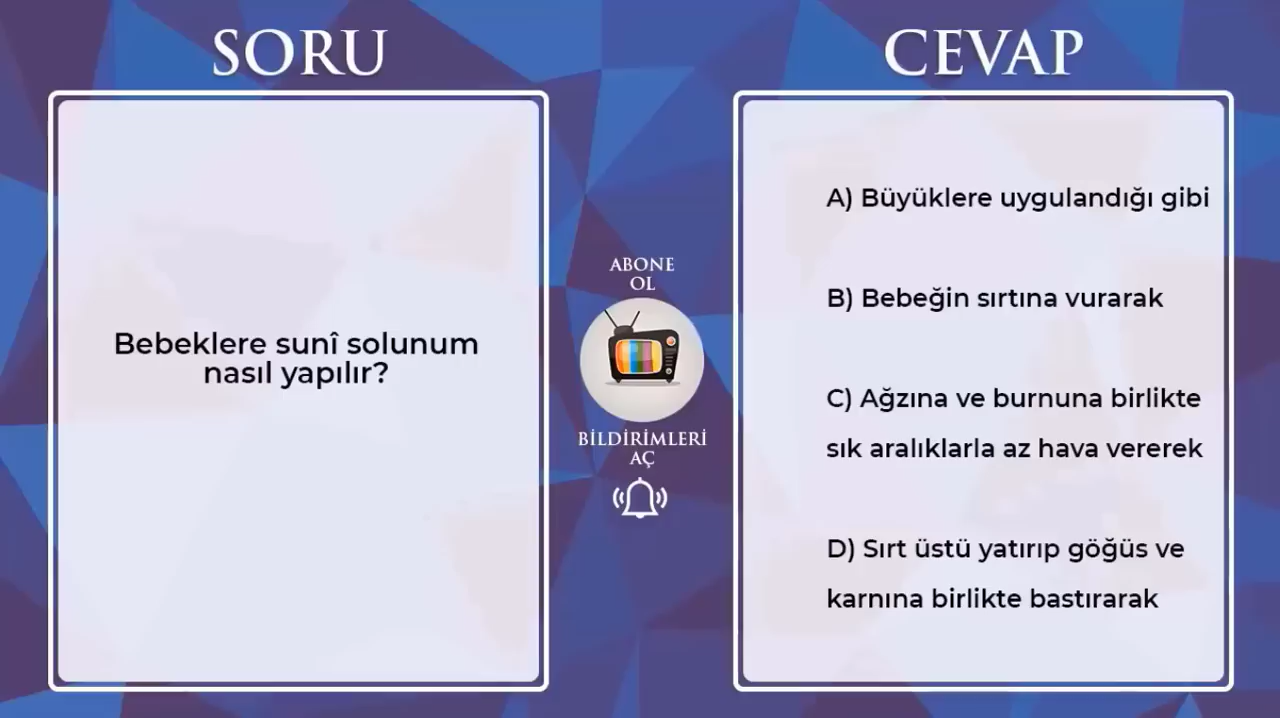 SORU
Bebeklere sunî solunum
nasıl yapılır?
ABONE
OL
BİLDİRİMLERİ
AÇ
CEVAP
A) Büyüklere uygulandığı gibi
B) Bebeğin sırtına vurarak
C) Ağzına ve burnuna birlikte
sık aralıklarla az hava vererek
D) Sırt üstü yatırıp göğüs ve
karnına birlikte bastırarak